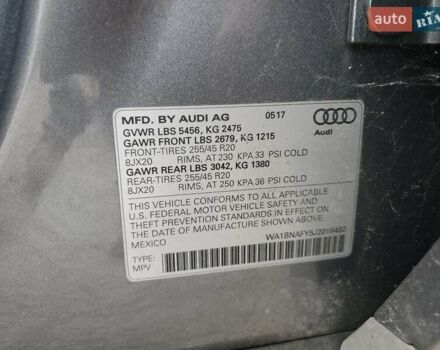 auto
RIA.com
MFD. BY AUDI AG 0517
GVWR LBS 5456, KG 2475
GAWR FRONT LBS 2679, KG 1215
FRONT-TIRES 255/45 R20
8JX20 RIMS, AT 230 KPA 33 PSI COLD
GAWR REAR LBS 3042, KG 1380
REAR-TIRES 255/45 R20
8JX20 RIMS, AT 250 KPA 36 PSI COLD
Audi
THIS VEHICLE CONFORMS TO ALL APPLICABLE
U.S. FEDERAL MOTOR VEHICLE SAFETY AND
THEFT PREVENTION STANDARDS IN EFFECT ON
THE DATE OF MANUFACTURE SHOWN ABOVE
MEXICO
TYPE:
MPV WA1BNAFY5J2016482